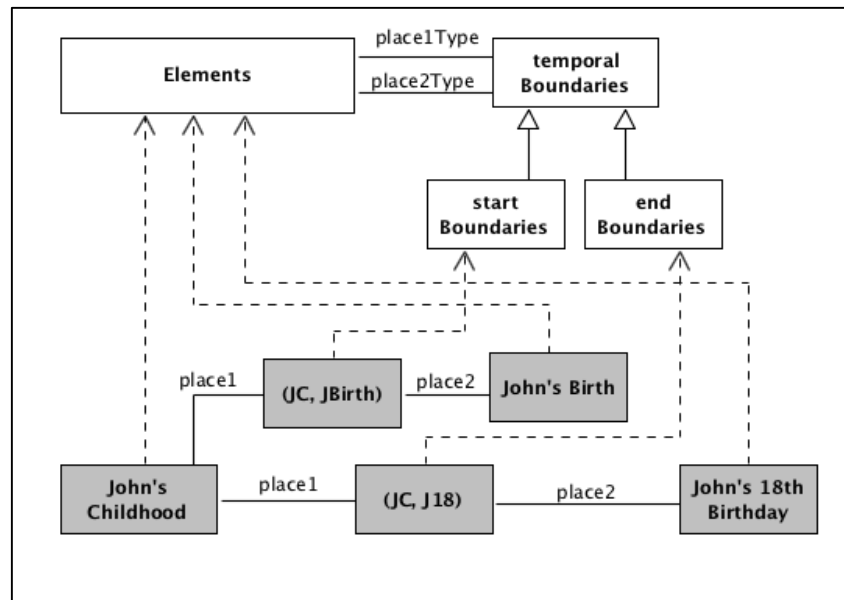 place1Type
Elements
temporal
Boundaries
place2Type
start
Boundaries
end
Boundaries
place1
(JC, JBirth)
place2
John's Birth
John's
Childhood
place1
(JC, J18)
place2
John's 18th
Birthday